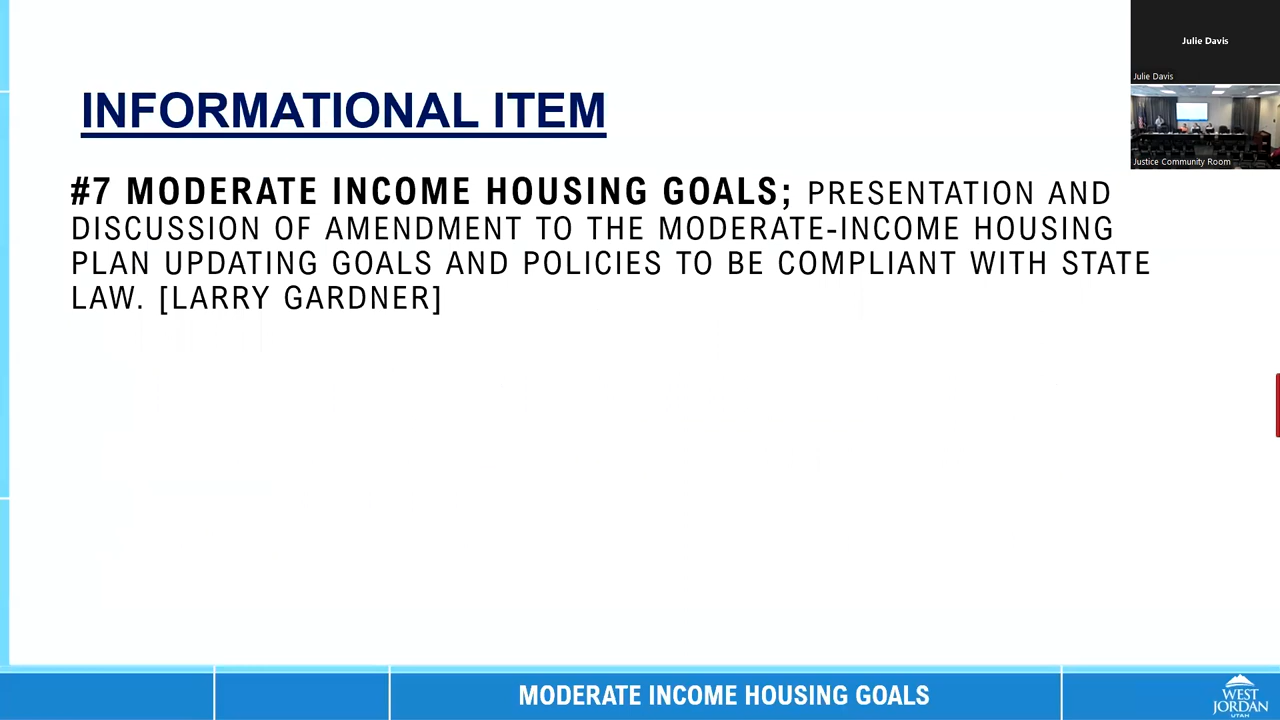 Julie Davis
Julie Davis
Justice Community Room
INFORMATIONAL ITEM
#7 MODERATE INCOME HOUSING GOALS; PRESENTATION AND
DISCUSSION OF AMENDMENT TO THE MODERATE-INCOME HOUSING
PLAN UPDATING GOALS AND POLICIES TO BE COMPLIANT WITH STATE
LAW. [LARRY GARDNER]
MODERATE INCOME HOUSING GOALS
WEST
JORDAN
UTAH